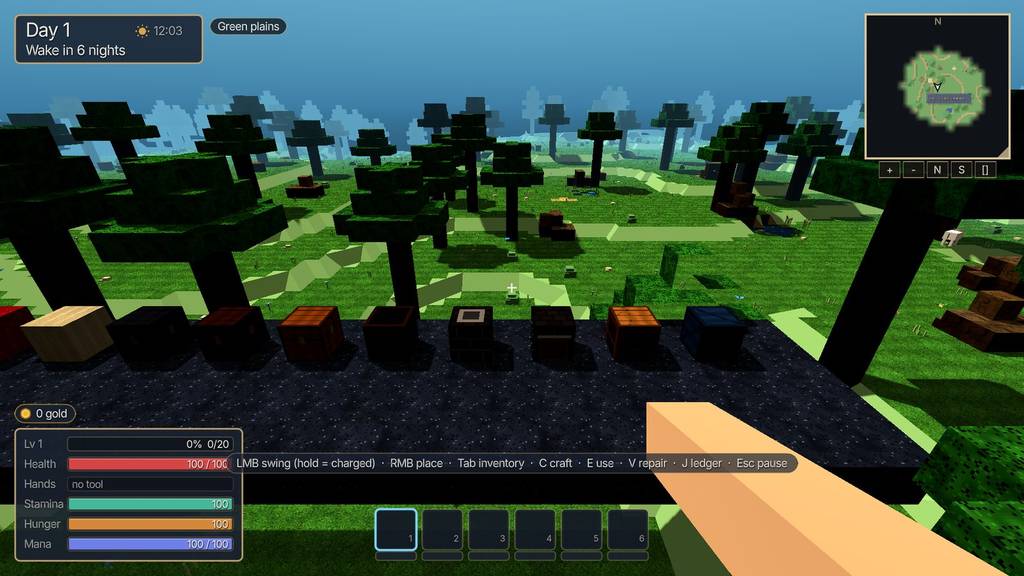 Day 1
12:03
Wake in 6 nights
Green plains
N
+ - N S []
0 gold
Lv 1 0% 0/20
Health 100 / 100
Hands no tool
Stamina 100
Hunger 100
Mana 100 / 100
LMB swing (hold = charged) · RMB place · Tab inventory · C craft · E use · V repair · J ledger · Esc pause
1 2 3 4 5 6